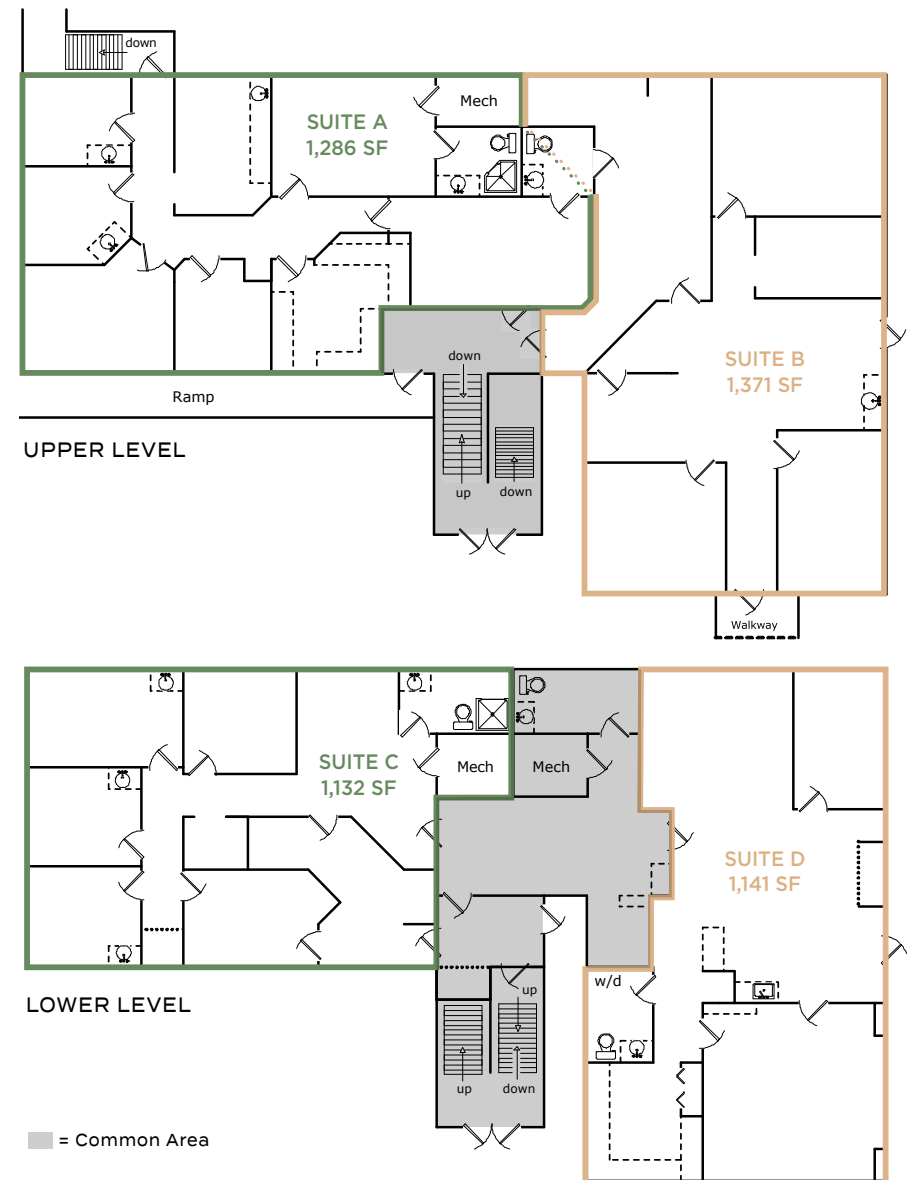 down
Mech
SUITE A
1,286 SF
down
SUITE B
1,371 SF
Ramp
UPPER LEVEL
up
down
Walkway
SUITE C
1,132 SF
Mech
Mech
SUITE D
1,141 SF
w/d
up
LOWER LEVEL
up
down
= Common Area